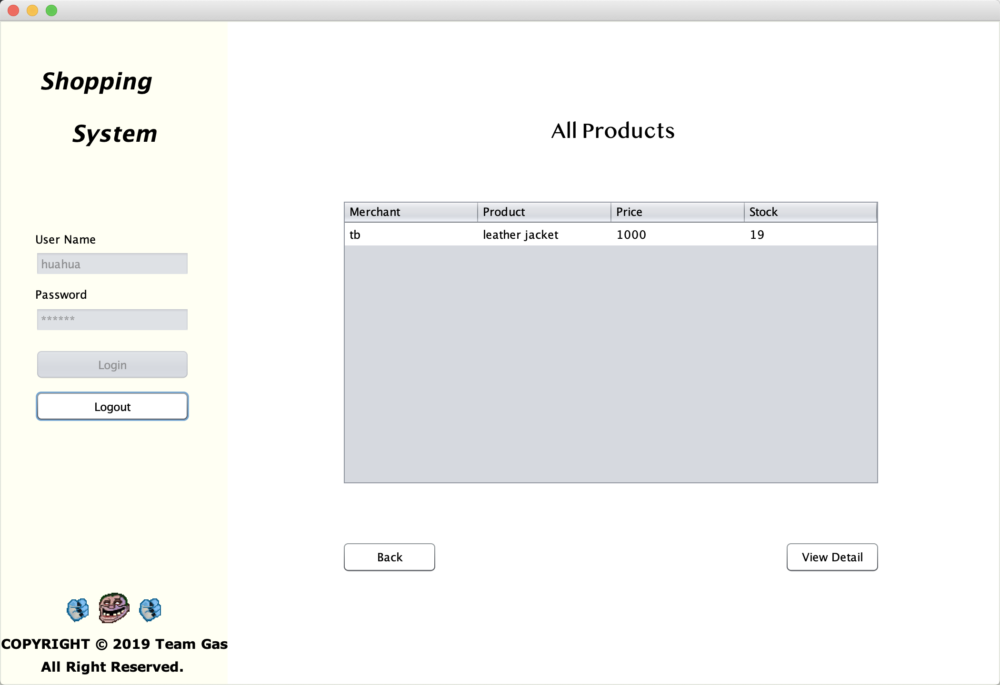 Shopping
System
User Name
huahua
Password
******
Login
Logout
COPYRIGHT © 2019 Team Gas
All Right Reserved.
All Products
Merchant Product Price Stock
tb leather jacket 1000 19
Back View Detail